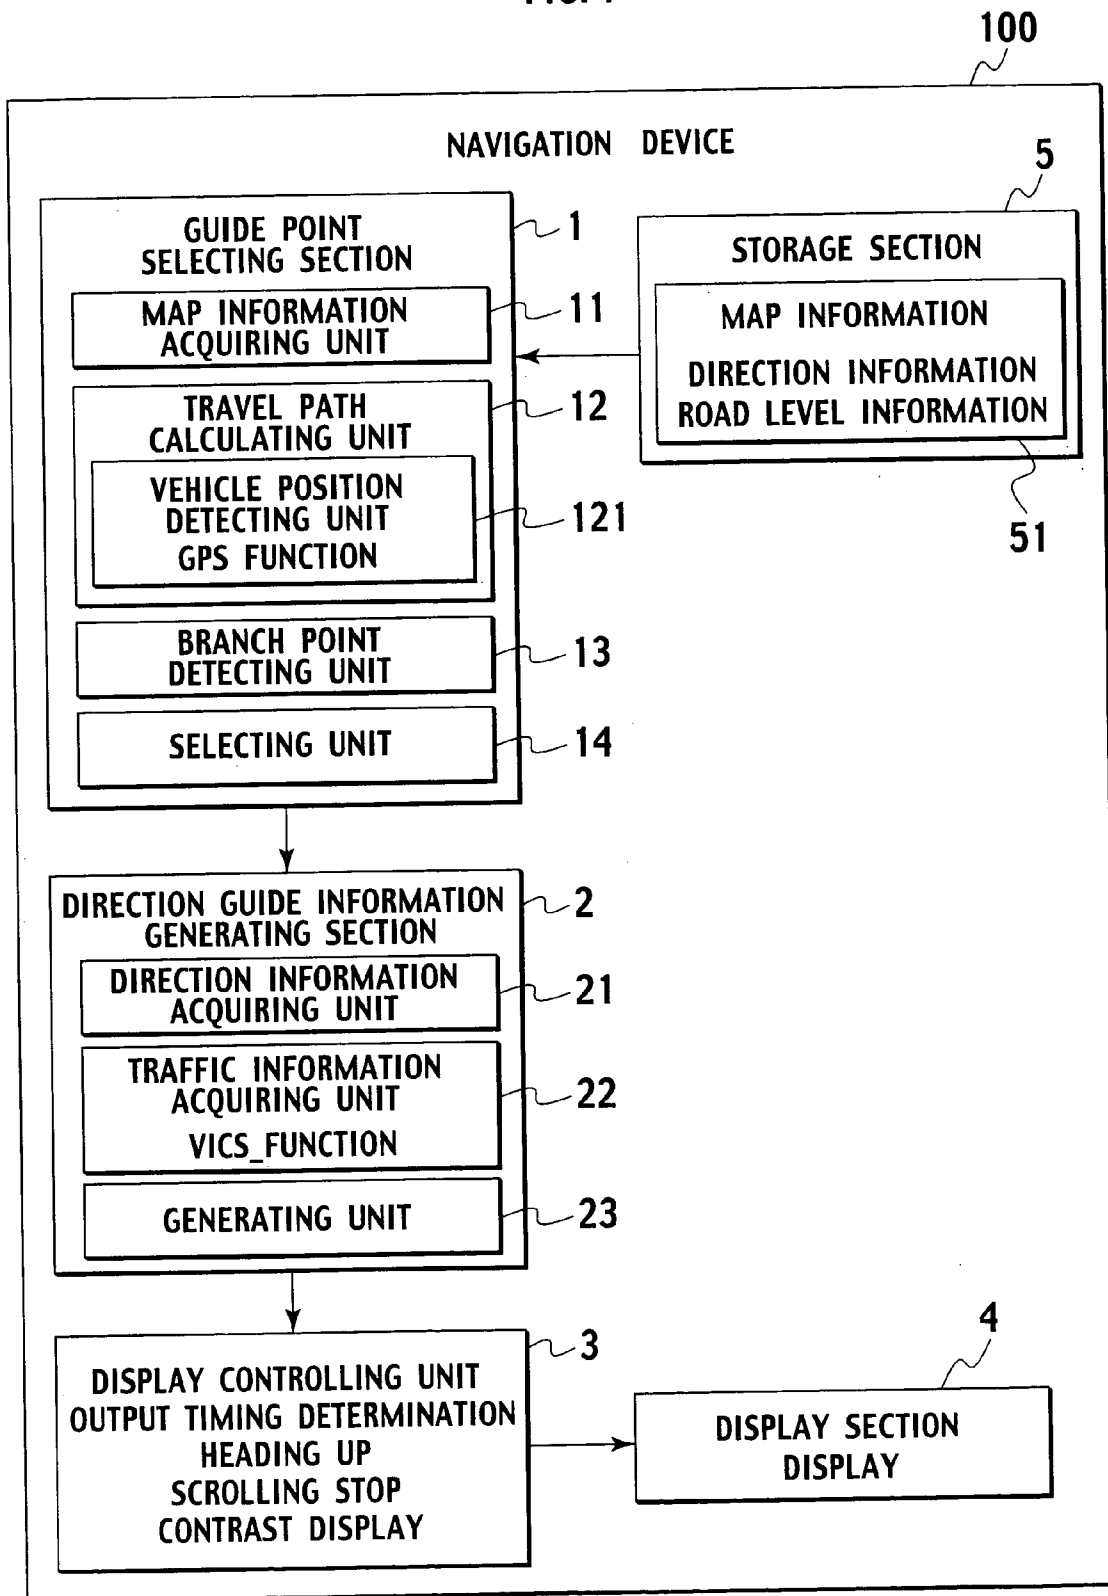 100
NAVIGATION DEVICE
GUIDE POINT
SELECTING SECTION
1
MAP INFORMATION
ACQUIRING UNIT
11
TRAVEL PATH
CALCULATING UNIT
12
VEHICLE POSITION
DETECTING UNIT
GPS FUNCTION
121
BRANCH POINT
DETECTING UNIT
13
SELECTING UNIT
14
5
STORAGE SECTION
MAP INFORMATION
DIRECTION INFORMATION
ROAD LEVEL INFORMATION
51
DIRECTION GUIDE INFORMATION
GENERATING SECTION
2
DIRECTION INFORMATION
ACQUIRING UNIT
21
TRAFFIC INFORMATION
ACQUIRING UNIT
VICS_FUNCTION
22
GENERATING UNIT
23
3
DISPLAY CONTROLLING UNIT
OUTPUT TIMING DETERMINATION
HEADING UP
SCROLLING STOP
CONTRAST DISPLAY
4
DISPLAY SECTION
DISPLAY